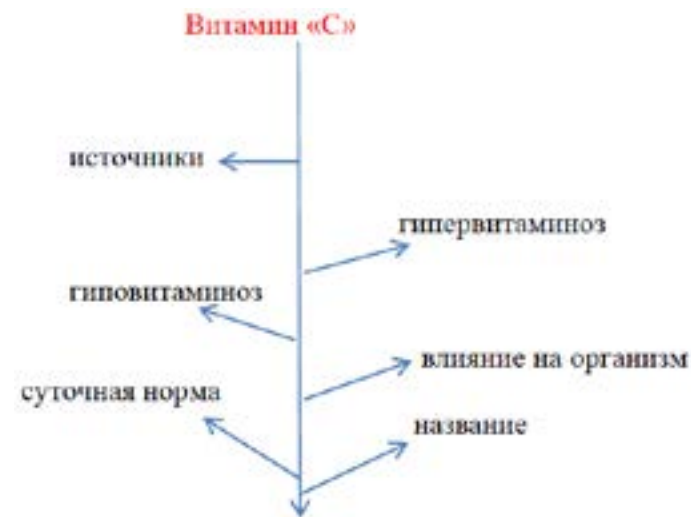 Витамин «С»
источники
гипервитаминоз
гиповитаминоз
влияние на организм
суточная норма
название